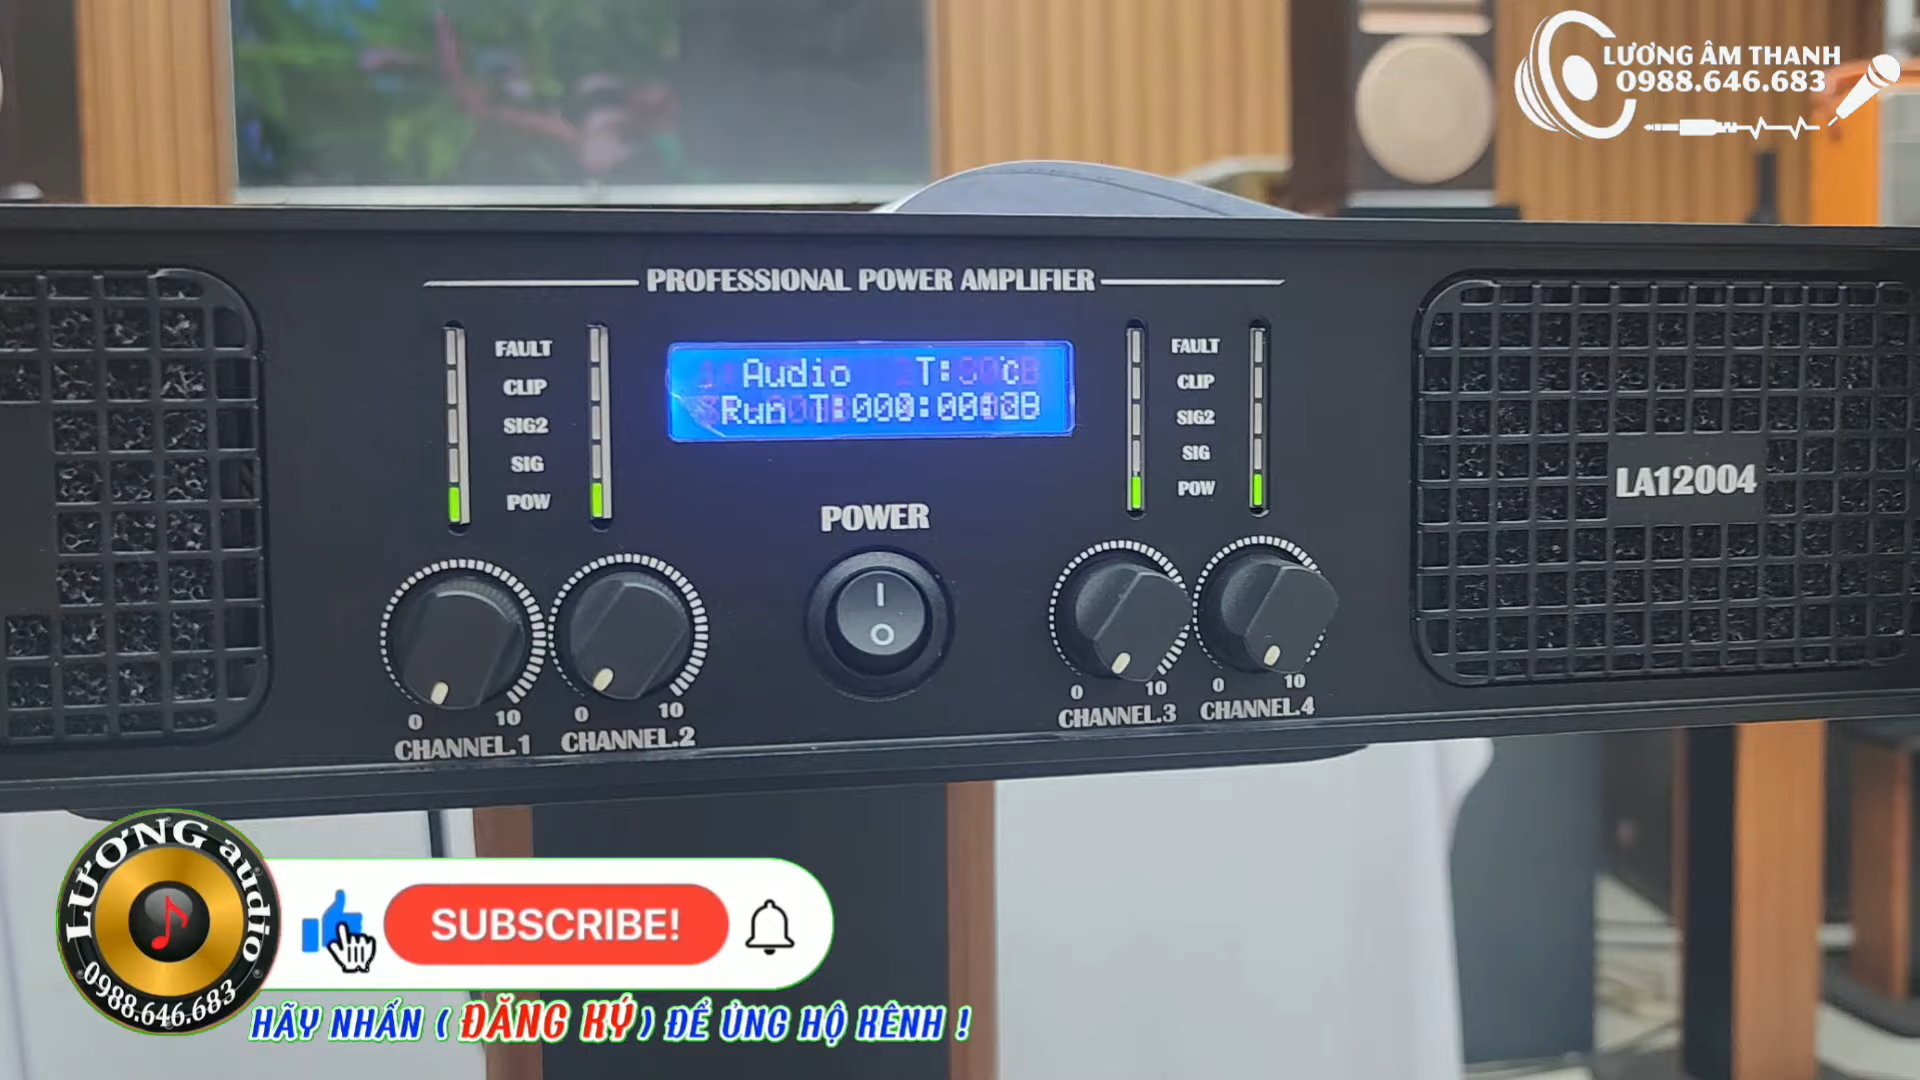 LƯƠNG ÂM THANH
0988.646.683
PROFESSIONAL POWER AMPLIFIER
FAULT
CLIP
SIG2
SIG
POW
Audio T: c
Run T:000:00:
FAULT
CLIP
SIG2
SIG
POW
LA12004
POWER
I
O
0 10
CHANNEL.1
0 10
CHANNEL.2
0 10
CHANNEL.3
0 10
CHANNEL.4
LƯƠNG audio
0988.646.683
SUBSCRIBE!
HÃY NHẤN ( ĐĂNG KÝ ) ĐỂ ỦNG HỘ KÊNH !